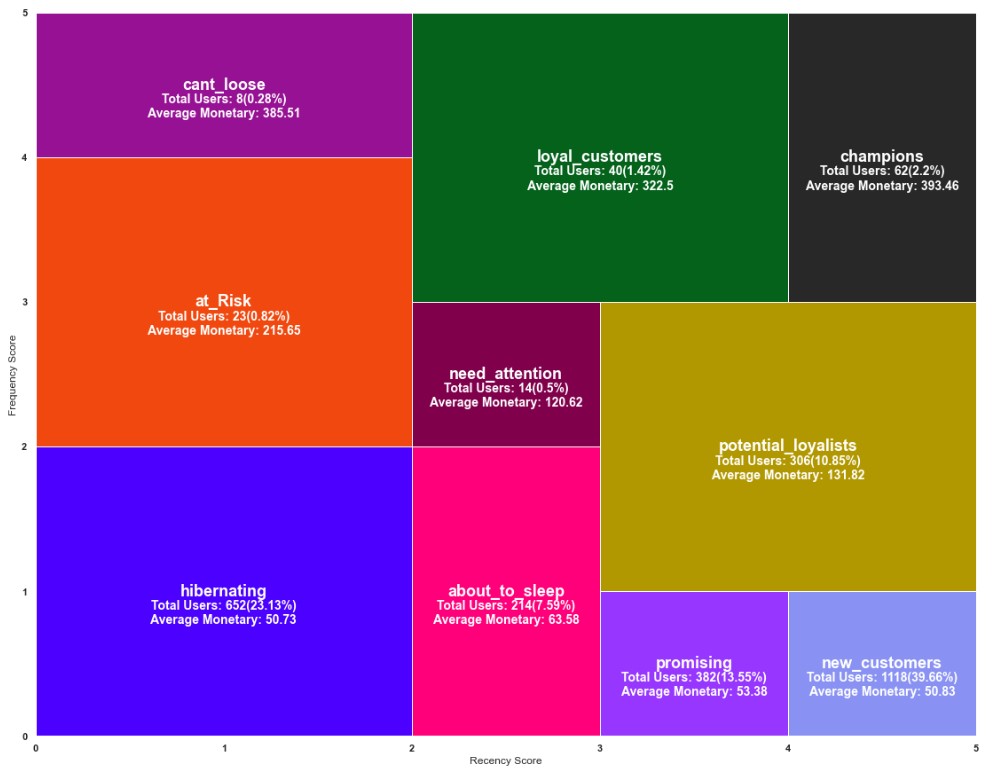 5
cant_loose
Total Users: 8(0.28%)
Average Monetary: 385.51
4
loyal_customers
Total Users: 40(1.42%)
Average Monetary: 322.5
champions
Total Users: 62(2.2%)
Average Monetary: 393.46
at_Risk
Total Users: 23(0.82%)
Average Monetary: 215.65
3
Frequency Score
need_attention
Total Users: 14(0.5%)
Average Monetary: 120.62
2
potential_loyalists
Total Users: 306(10.85%)
Average Monetary: 131.82
hibernating
Total Users: 652(23.13%)
Average Monetary: 50.73
about_to_sleep
Total Users: 214(7.59%)
Average Monetary: 63.58
1
promising
Total Users: 382(13.55%)
Average Monetary: 53.38
new_customers
Total Users: 1118(39.66%)
Average Monetary: 50.83
0
0
1
2
3
4
5
Recency Score